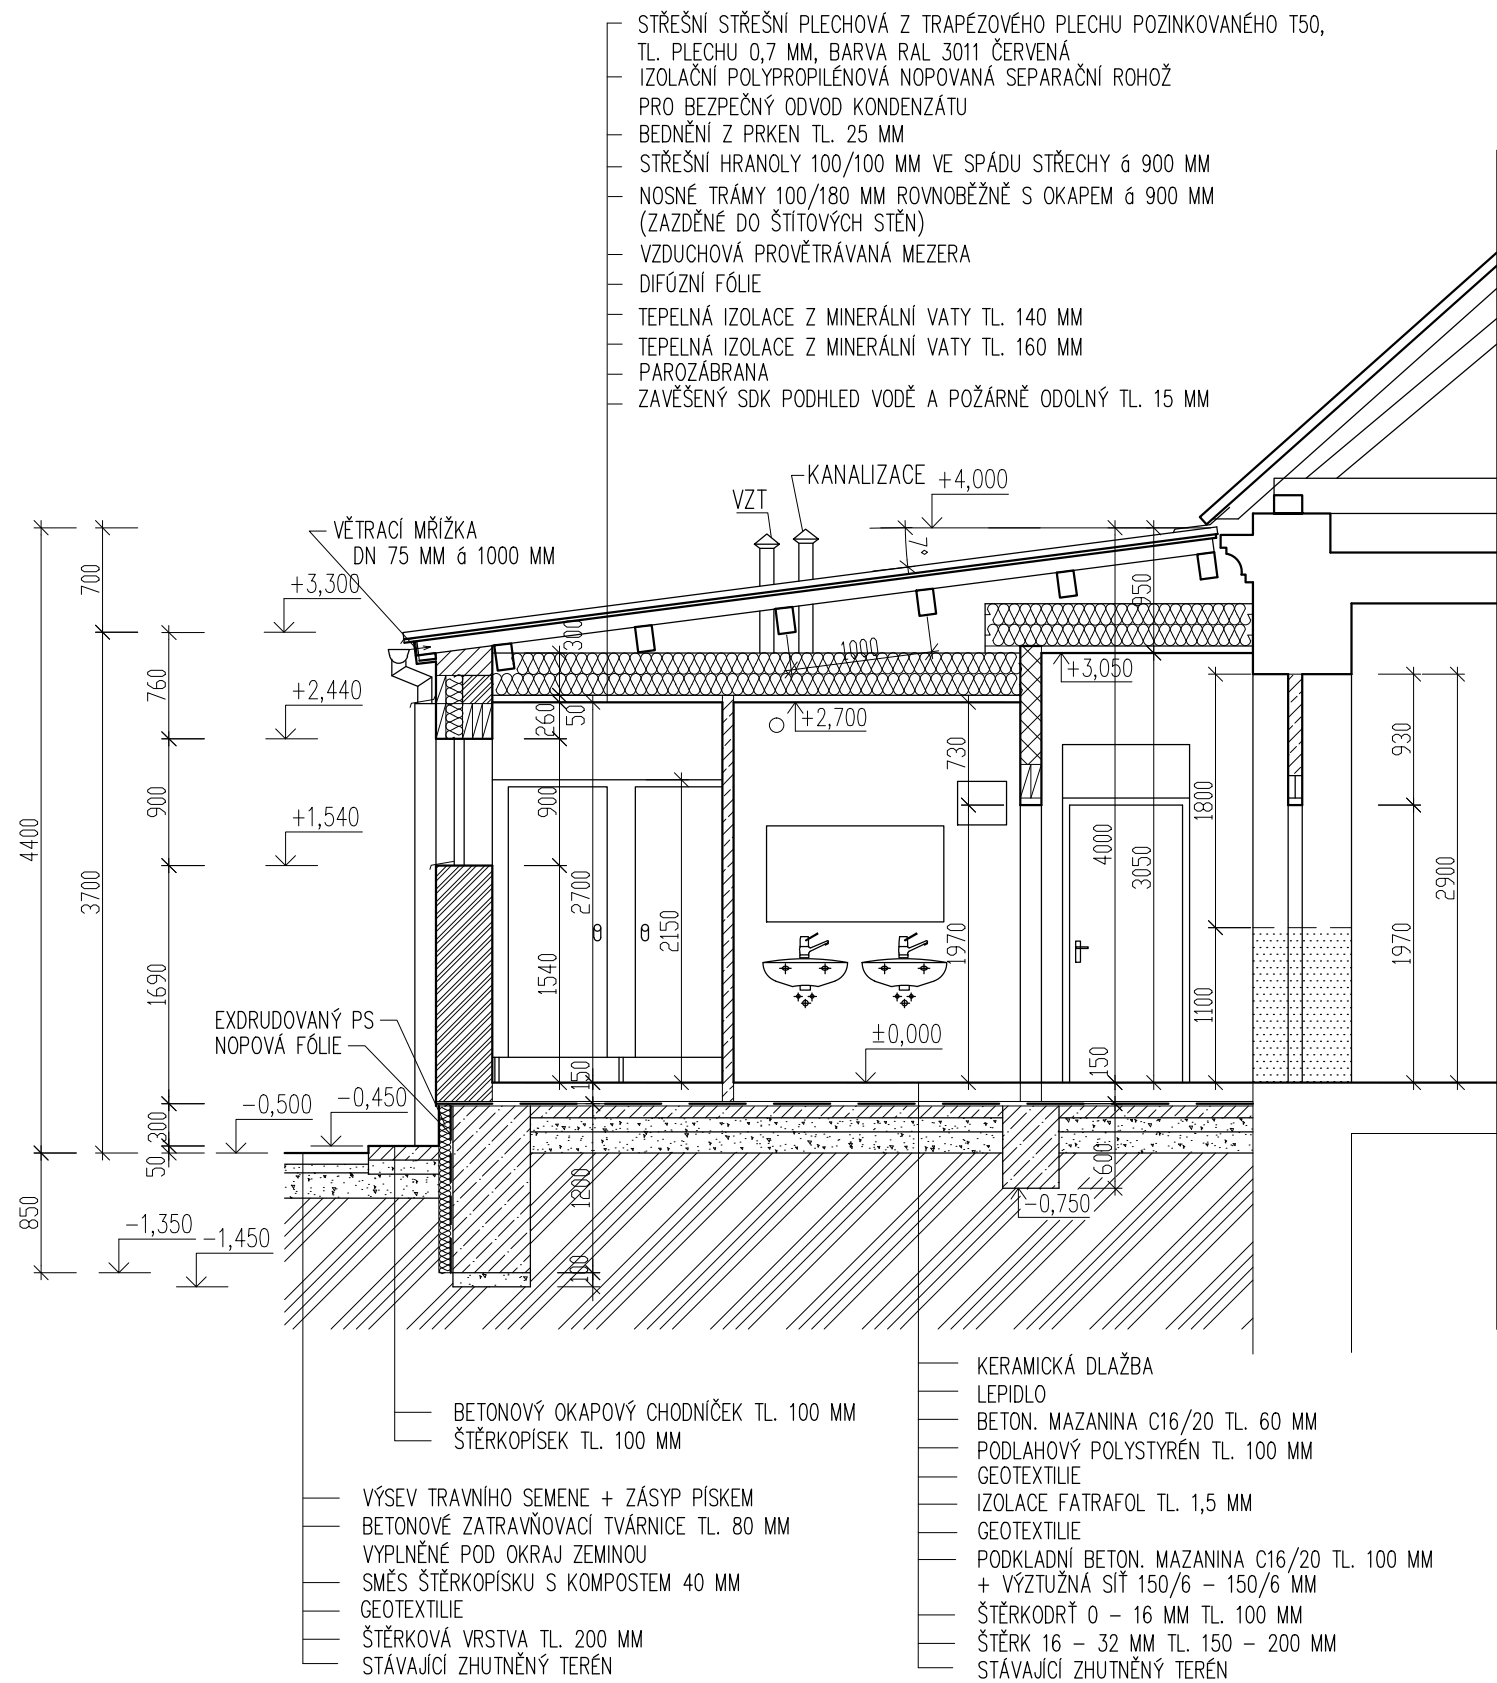 STŘEŠNÍ STŘEŠNÍ PLECHOVÁ Z TRAPÉZOVÉHO PLECHU POZINKOVANÉHO T50,
TL. PLECHU 0,7 MM, BARVA RAL 3011 ČERVENÁ
IZOLAČNÍ POLYPROPILÉNOVÁ NOPOVANÁ SEPARAČNÍ ROHOŽ
PRO BEZPEČNÝ ODVOD KONDENZÁTU
BEDNĚNÍ Z PRKEN TL. 25 MM
STŘEŠNÍ HRANOLY 100/100 MM VE SPÁDU STŘECHY á 900 MM
NOSNÉ TRÁMY 100/180 MM ROVNOBĚŽNĚ S OKAPEM á 900 MM
(ZAZDĚNÉ DO ŠTÍTOVÝCH STĚN)
VZDUCHOVÁ PROVĚTRÁVANÁ MEZERA
DIFÚZNÍ FÓLIE
TEPELNÁ IZOLACE Z MINERÁLNÍ VATY TL. 140 MM
TEPELNÁ IZOLACE Z MINERÁLNÍ VATY TL. 160 MM
PAROZÁBRANA
ZAVĚŠENÝ SDK PODHLED VODĚ A POŽÁRNĚ ODOLNÝ TL. 15 MM
KANALIZACE
+4,000
VZT
VĚTRACÍ MŘÍŽKA
DN 75 MM á 1000 MM
7°
700
+3,300
950
300
1000
760
+2,440
+3,050
260
50
+2,700
730
930
900
+1,540
900
1800
4400
3700
2700
4000
3050
2900
2150
1970
1970
1690
1540
1100
EXDRUDOVANÝ PS
NOPOVÁ FÓLIE
±0,000
150
150
-0,500
-0,450
300
50
600
850
1200
-0,750
-1,350
-1,450
100
KERAMICKÁ DLAŽBA
LEPIDLO
BETON. MAZANINA C16/20 TL. 60 MM
PODLAHOVÝ POLYSTYRÉN TL. 100 MM
GEOTEXTILIE
IZOLACE FATRAFOL TL. 1,5 MM
GEOTEXTILIE
PODKLADNÍ BETON. MAZANINA C16/20 TL. 100 MM
+ VÝZTUŽNÁ SÍŤ 150/6 - 150/6 MM
ŠTĚRKODRŤ 0 - 16 MM TL. 100 MM
ŠTĚRK 16 - 32 MM TL. 150 - 200 MM
STÁVAJÍCÍ ZHUTNĚNÝ TERÉN
BETONOVÝ OKAPOVÝ CHODNÍČEK TL. 100 MM
ŠTĚRKOPÍSEK TL. 100 MM
VÝSEV TRAVNÍHO SEMENE + ZÁSYP PÍSKEM
BETONOVÉ ZATRAVŇOVACÍ TVÁRNICE TL. 80 MM
VYPLNĚNÉ POD OKRAJ ZEMINOU
SMĚS ŠTĚRKOPÍSKU S KOMPOSTEM 40 MM
GEOTEXTILIE
ŠTĚRKOVÁ VRSTVA TL. 200 MM
STÁVAJÍCÍ ZHUTNĚNÝ TERÉN